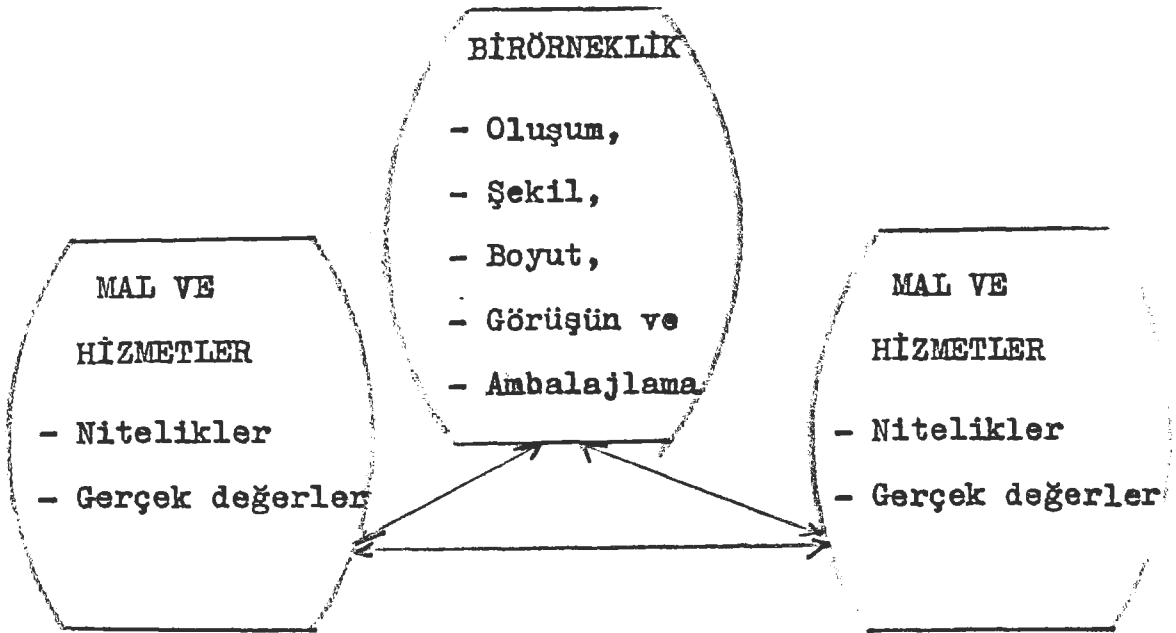 BİRÖRNEKLİK
- Oluşum,
- Şekil,
- Boyut,
- Görüşün ve
- Ambalajlama
MAL VE
HİZMETLER
- Nitelikler
- Gerçek değerler
MAL VE
HİZMETLER
- Nitelikler
- Gerçek değerler